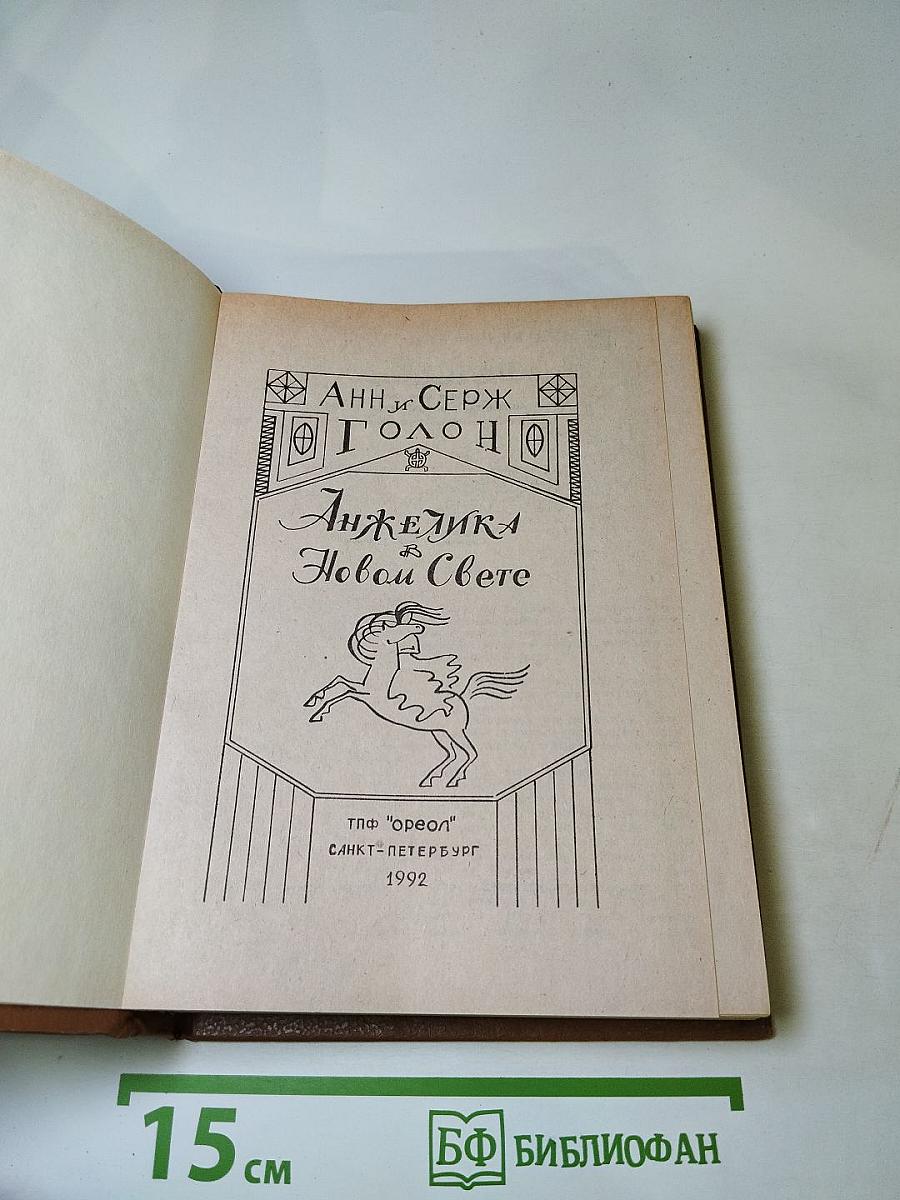 Анн и Серж
Голон
Анжелика
в
Новом Свете
ТПФ "Ореол"
Санкт-Петербург
1992
15 см
БФ БИБЛИОФАН